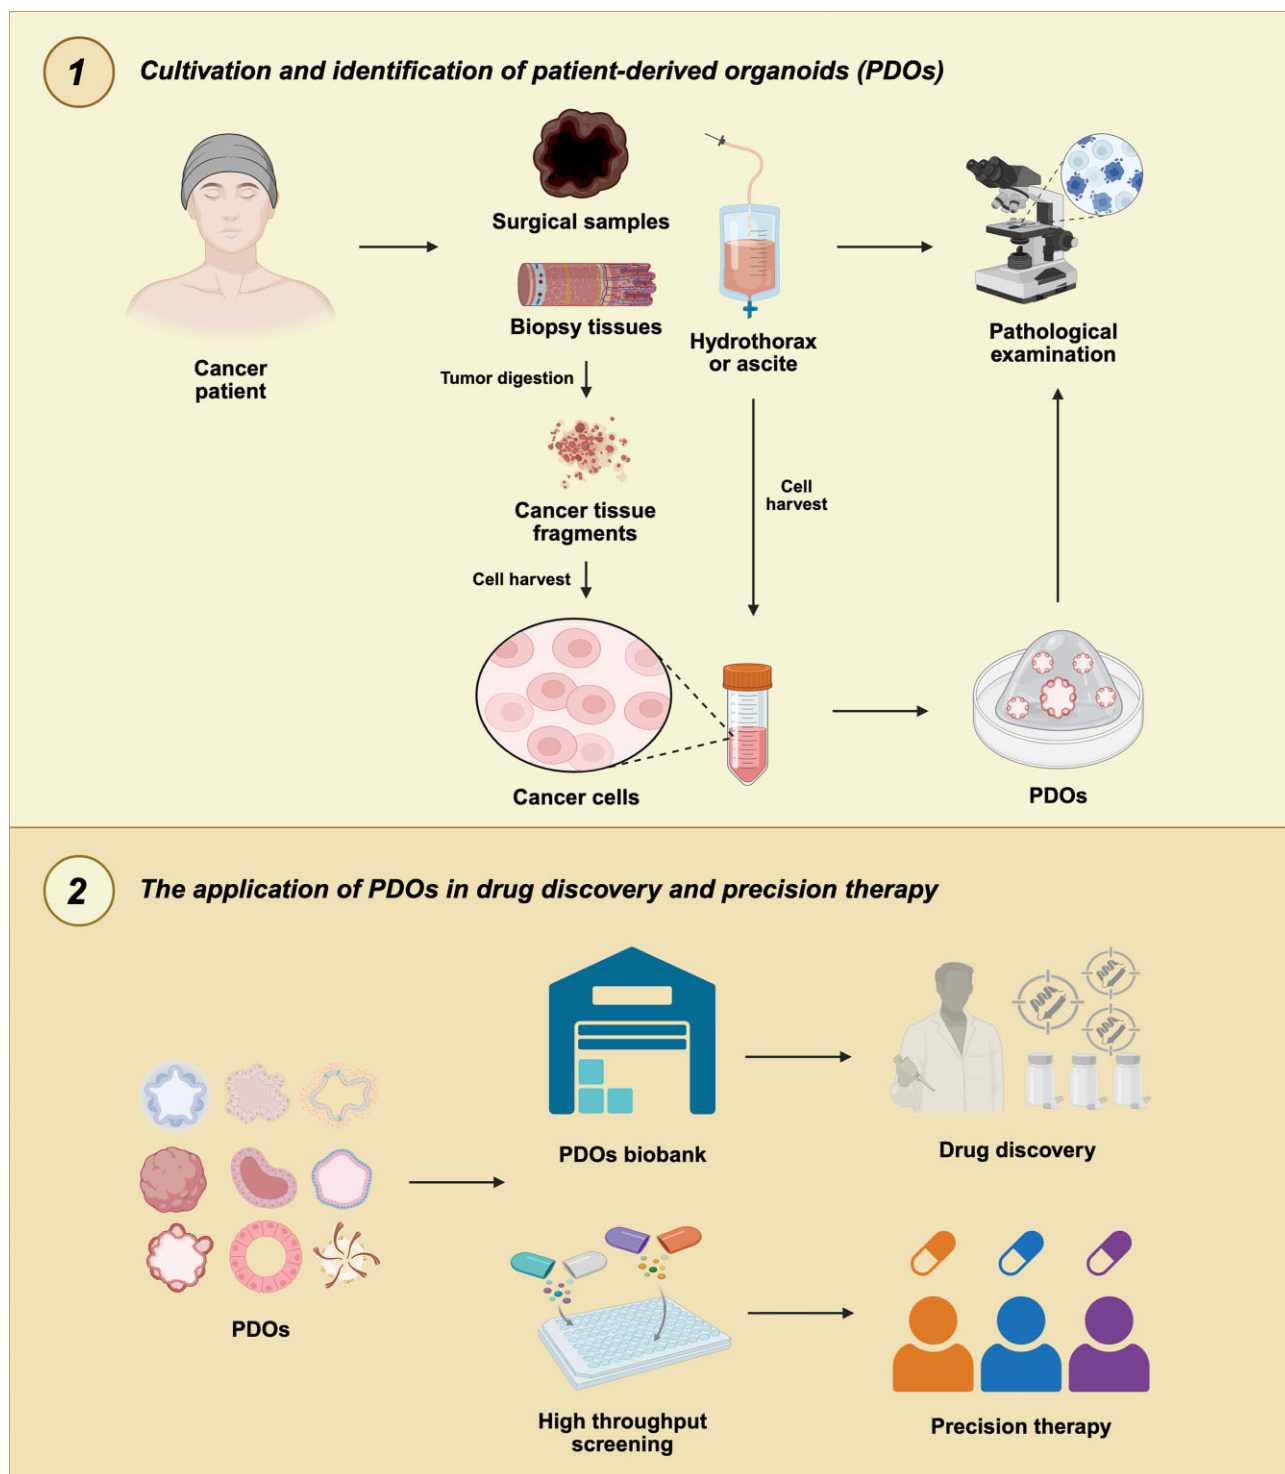 1
Cultivation and identification of patient-derived organoids (PDOs)
Cancer
patient
Surgical samples
Biopsy tissues
Tumor digestion
Cancer tissue
fragments
Cell harvest
Cancer cells
Hydrothorax
or ascite
Cell
harvest
Pathological
examination
PDOs
2
The application of PDOs in drug discovery and precision therapy
PDOs
PDOs biobank
Drug discovery
High throughput
screening
Precision therapy